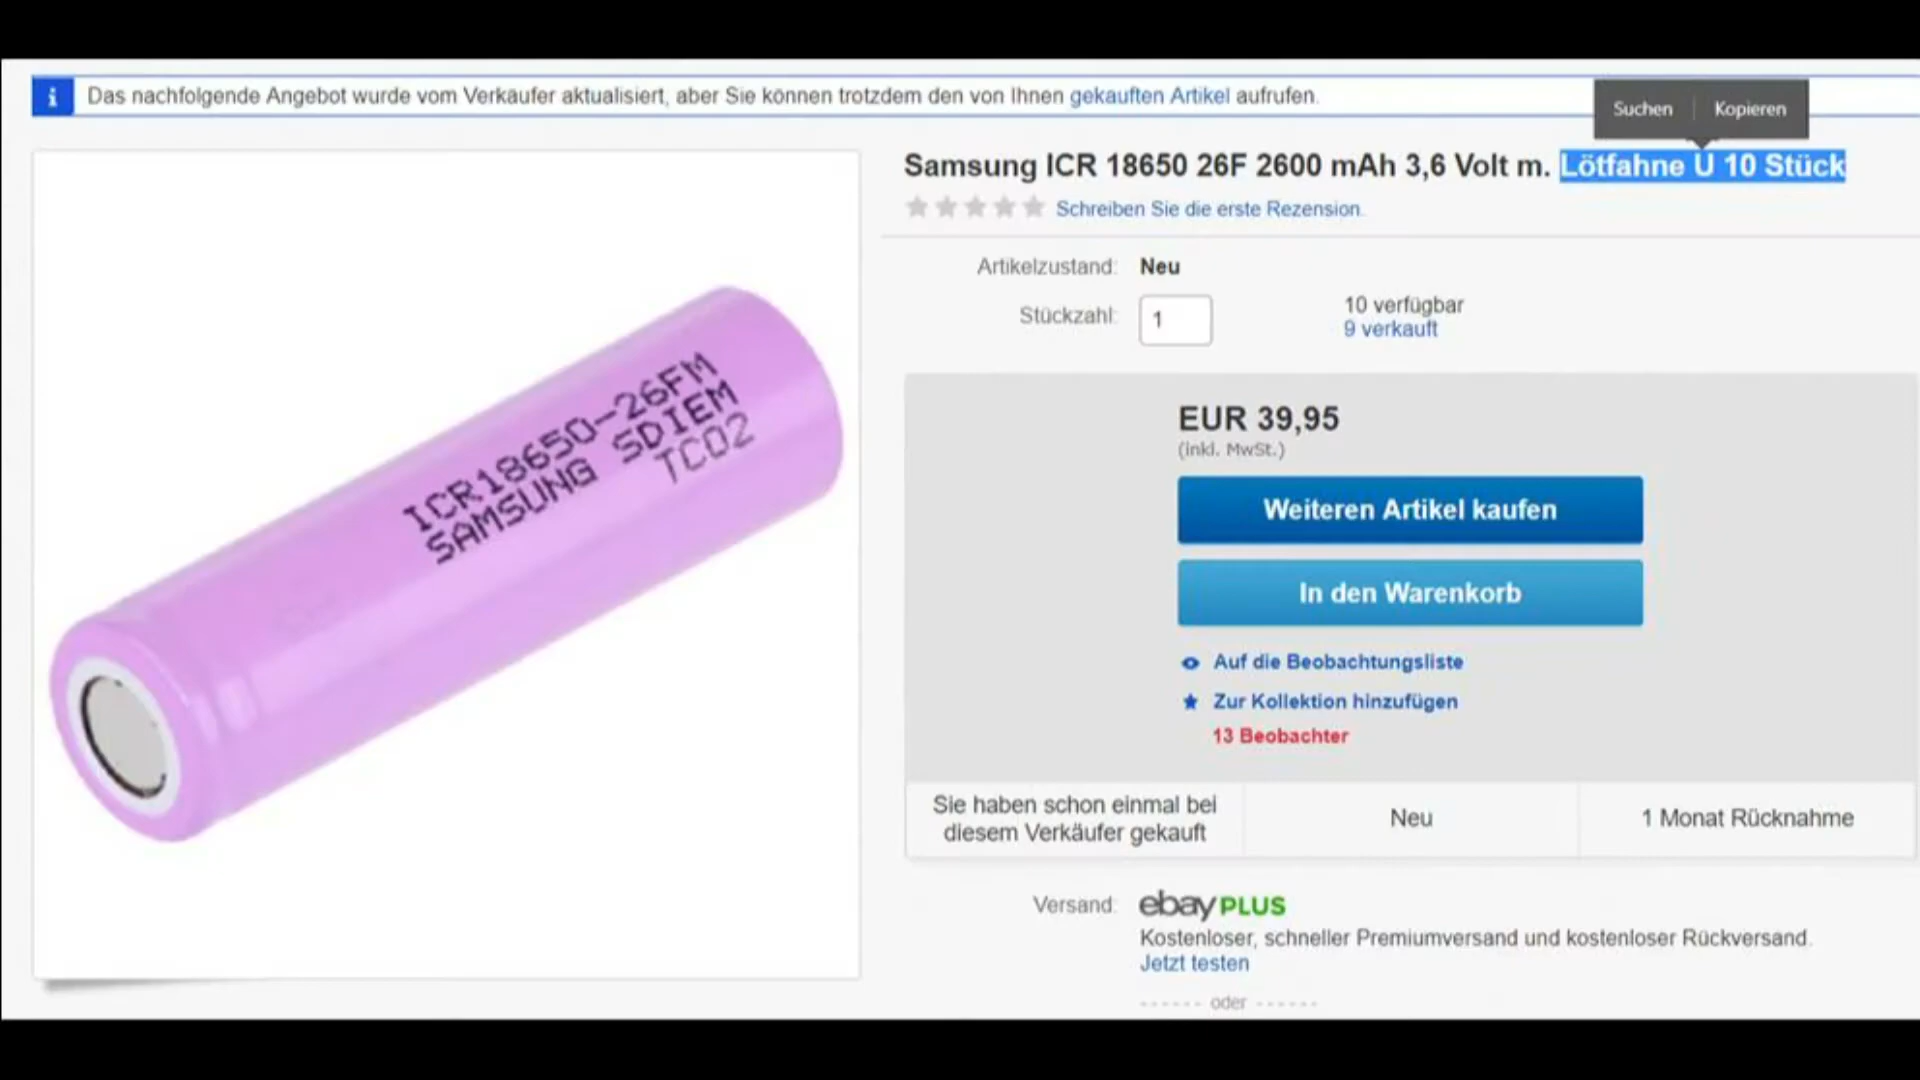 Das nachfolgende Angebot wurde vom Verkäufer aktualisiert, aber Sie können trotzdem den von Ihnen gekauften Artikel aufrufen.
Suchen Kopieren
Samsung ICR 18650 26F 2600 mAh 3,6 Volt m. Lötfahne U 10 Stück
Schreiben Sie die erste Rezension.
Artikelzustand: Neu
Stückzahl: 1
10 verfügbar
9 verkauft
ICR18650-26FM
SAMSUNG SDIEM
TC02
EUR 39,95
(inkl. MwSt.)
Weiteren Artikel kaufen
In den Warenkorb
Auf die Beobachtungsliste
Zur Kollektion hinzufügen
13 Beobachter
Sie haben schon einmal bei
diesem Verkäufer gekauft
Neu
1 Monat Rücknahme
Versand: ebay PLUS
Kostenloser, schneller Premiumversand und kostenloser Rückversand.
Jetzt testen
------ oder ------